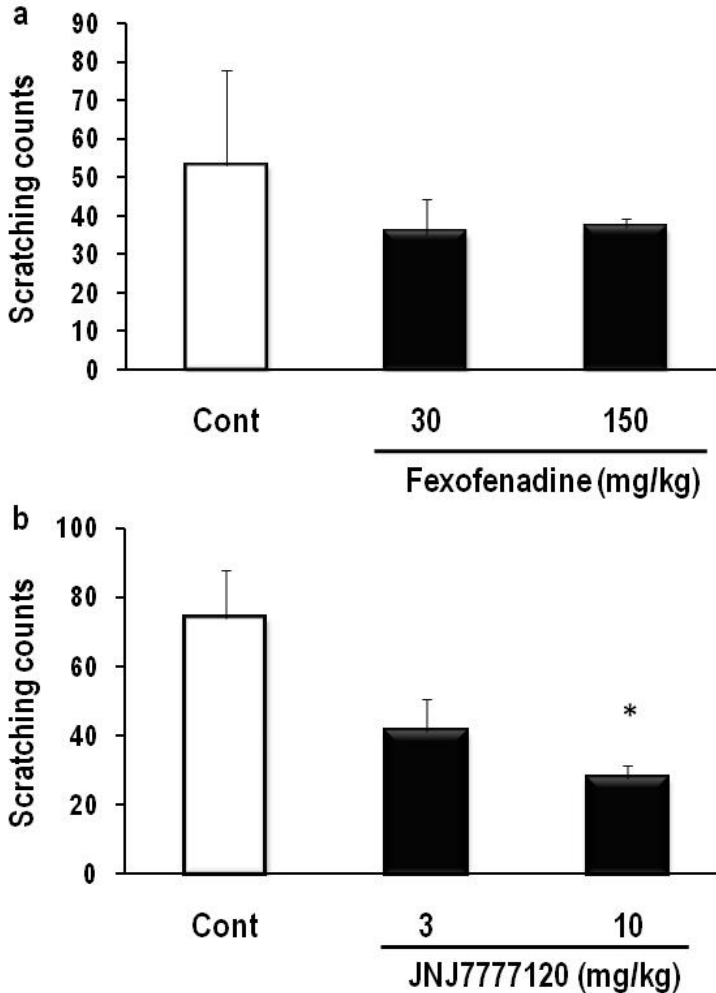 a
90
80
70
60
50
40
30
20
10
0
Scratching counts
Cont 30 150
Fexofenadine (mg/kg)
b
100
80
60
40
20
0
Scratching counts
*
Cont 3 10
JNJ7777120 (mg/kg)